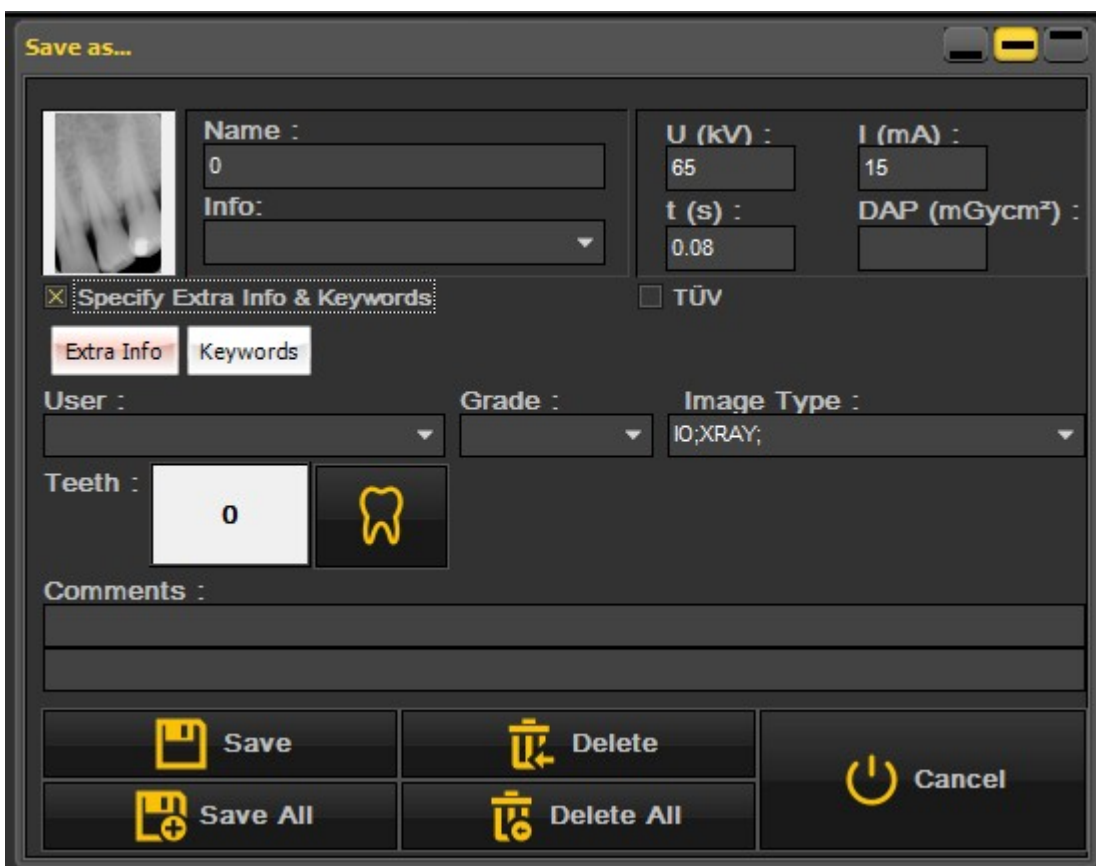 Save as...
Name :
0
Info:
U (kV) :
65
I (mA) :
15
t (s) :
0.08
DAP (mGycm²) :
Specify Extra Info & Keywords
TÜV
Extra Info
Keywords
User :
Grade :
Image Type :
IO;XRAY;
Teeth :
0
Comments :
Save
Delete
Cancel
Save All
Delete All